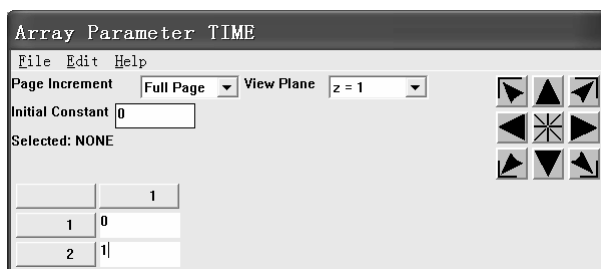 Array Parameter TIME
File Edit Help
Page Increment Full Page View Plane z = 1
Initial Constant 0
Selected: NONE
1
1 0
2 1